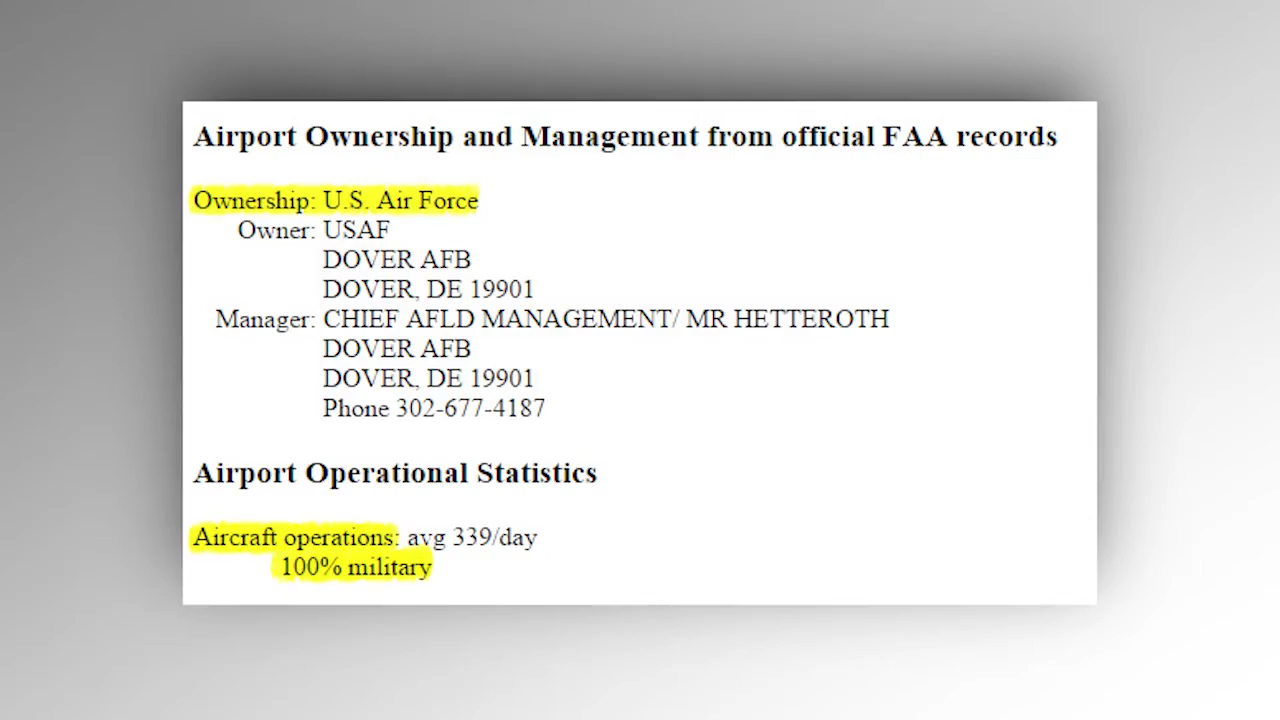 Airport Ownership and Management from official FAA records
Ownership: U.S. Air Force
Owner: USAF
DOVER AFB
DOVER, DE 19901
Manager: CHIEF AFLD MANAGEMENT/ MR HETTEROTH
DOVER AFB
DOVER, DE 19901
Phone 302-677-4187
Airport Operational Statistics
Aircraft operations: avg 339/day
100% military